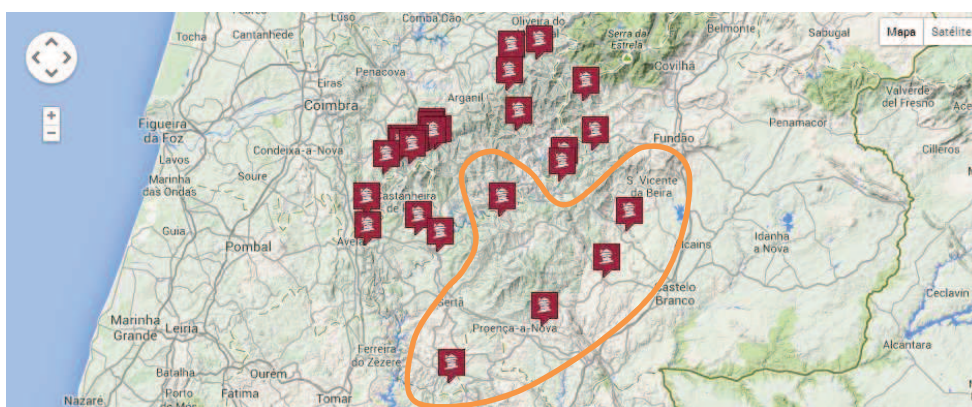 Luso
Comba Dão
Oliveira do
Serra da
Estrela
Belmonte
Sabugal
Mapa
Satélite
Tocha
Cantanhede
Penacova
Covilhã
Valverde
del Fresno
Eiras
Coimbra
Arganil
Penamacor
Figueira
da Foz
Condeixa-a-Nova
Fundão
Cilleros
Lavos
Marinha
das Ondas
Soure
Castanheira
S. Vicente
da Beira
Guia
Pombal
Idanha
a Nova
Castelo
Branco
Ceclavin
Sertã
Marinha
Grande
Leiria
Proença-a-Nova
Ferreira
do Zêzere
Alcantara
Batalha
Ourém
Porto
Fátima
Tomar
Nazaré
+
−